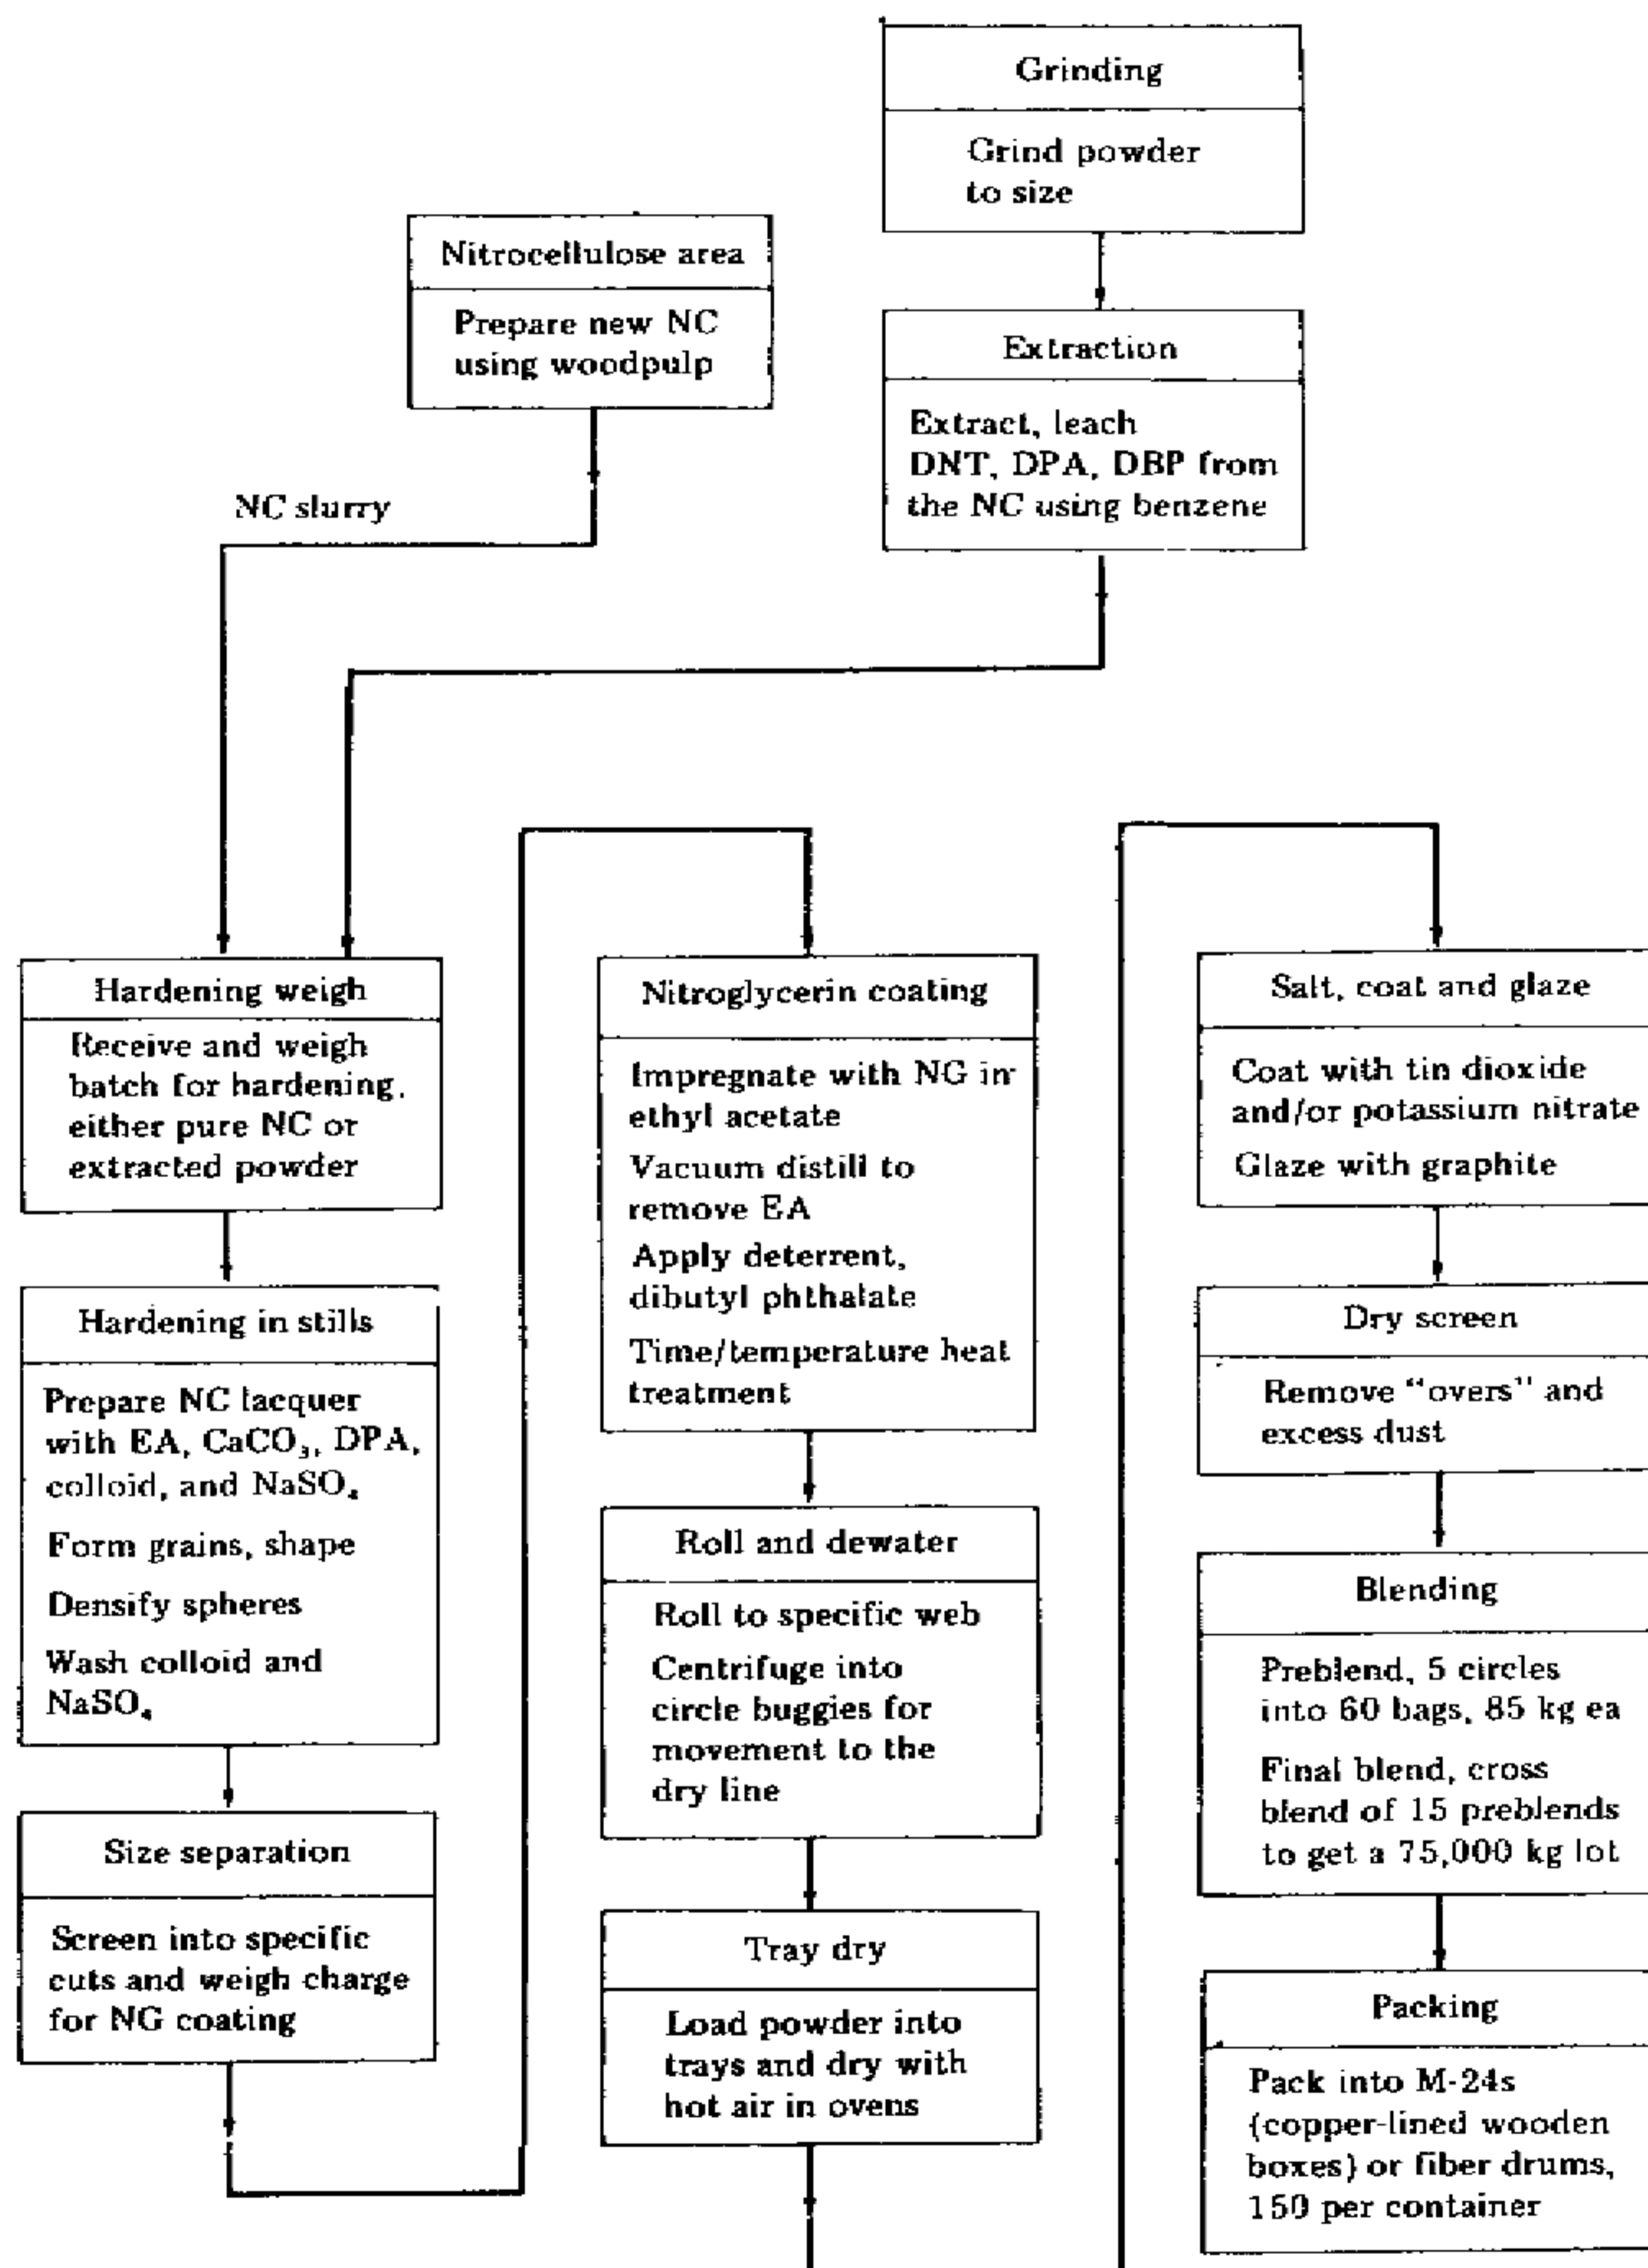 Grinding
Grind powder
to size
Nitrocellulose area
Prepare new NC
using woodpulp
Extraction
Extract, leach
DNT, DPA, DBP from
the NC using benzene
NC slurry
Hardening weigh
Receive and weigh
batch for hardening,
either pure NC or
extracted powder
Hardening in stills
Prepare NC lacquer
with EA, CaCO₃, DPA,
colloid, and NaSO₄
Form grains, shape
Densify spheres
Wash colloid and
NaSO₄
Size separation
Screen into specific
cuts and weigh charge
for NG coating
Nitroglycerin coating
Impregnate with NG in
ethyl acetate
Vacuum distill to
remove EA
Apply deterrent,
dibutyl phthalate
Time/temperature heat
treatment
Roll and dewater
Roll to specific web
Centrifuge into
circle buggies for
movement to the
dry line
Tray dry
Load powder into
trays and dry with
hot air in ovens
Salt, coat and glaze
Coat with tin dioxide
and/or potassium nitrate
Glaze with graphite
Dry screen
Remove "overs" and
excess dust
Blending
Preblend, 5 circles
into 60 bags, 85 kg ea
Final blend, cross
blend of 15 preblends
to get a 75,000 kg lot
Packing
Pack into M-24s
(copper-lined wooden
boxes) or fiber drums,
150 per container